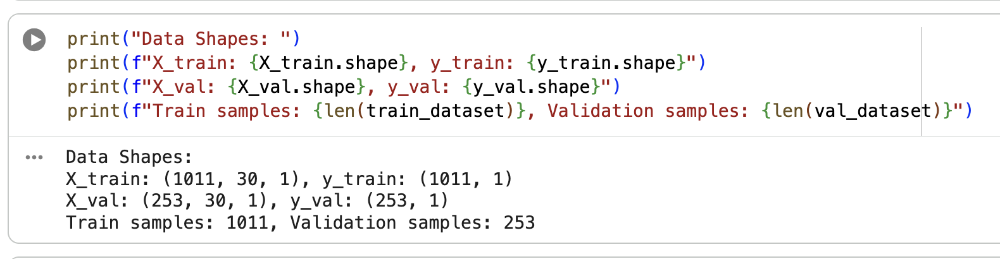 print("Data Shapes: ")
print(f"X_train: {X_train.shape}, y_train: {y_train.shape}")
print(f"X_val: {X_val.shape}, y_val: {y_val.shape}")
print(f"Train samples: {len(train_dataset)}, Validation samples: {len(val_dataset)}")
Data Shapes:
X_train: (1011, 30, 1), y_train: (1011, 1)
X_val: (253, 30, 1), y_val: (253, 1)
Train samples: 1011, Validation samples: 253